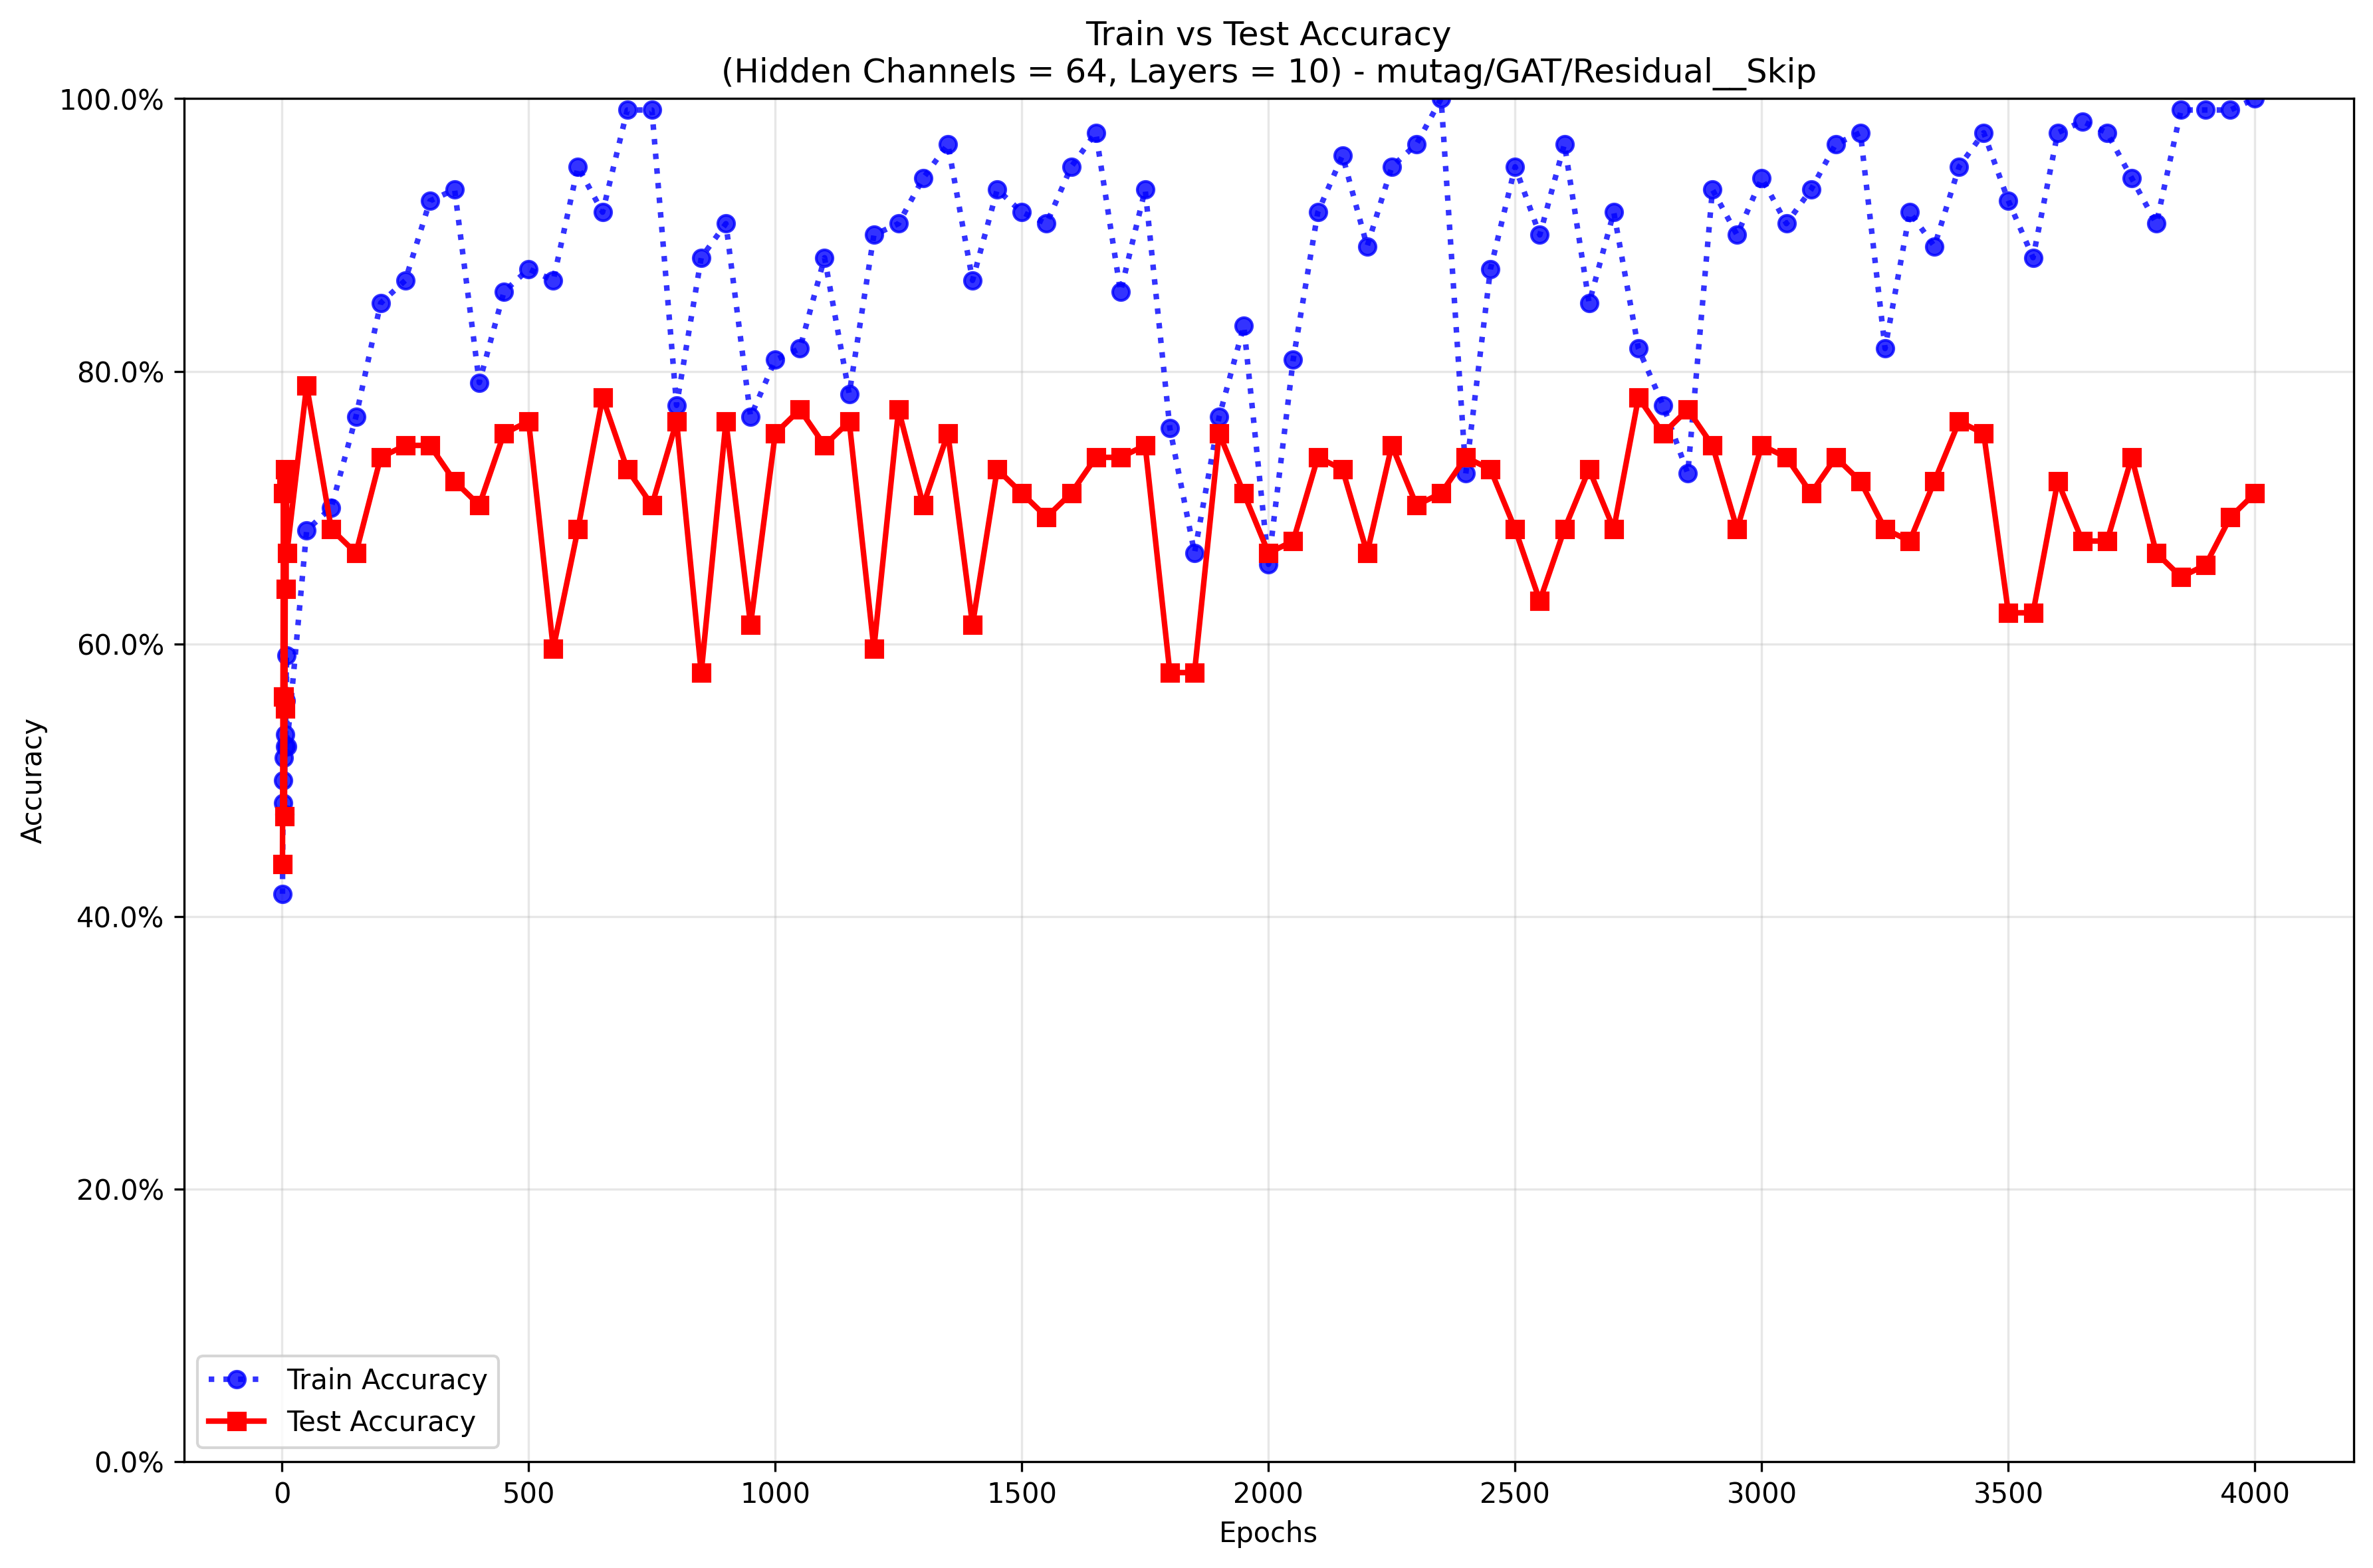 Train vs Test Accuracy
(Hidden Channels = 64, Layers = 10) - mutag/GAT/Residual__Skip
100.0%
80.0%
60.0%
40.0%
20.0%
0.0%
Accuracy
Train Accuracy
Test Accuracy
0 500 1000 1500 2000 2500 3000 3500 4000
Epochs